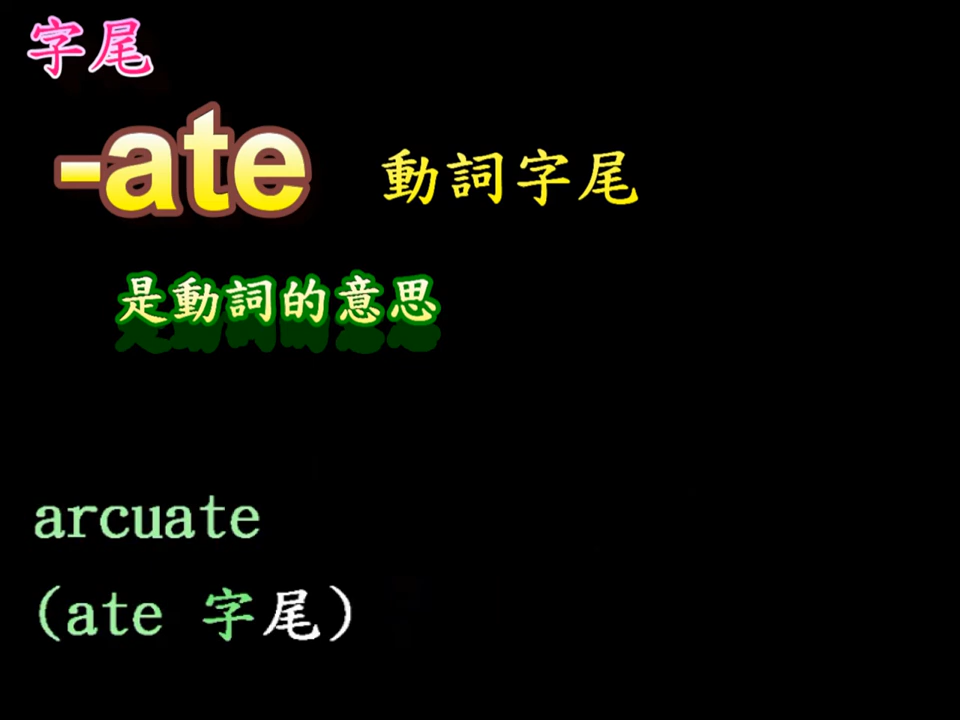 字尾
-ate 動詞字尾
是動詞的意思
arcuate
(ate 字尾)